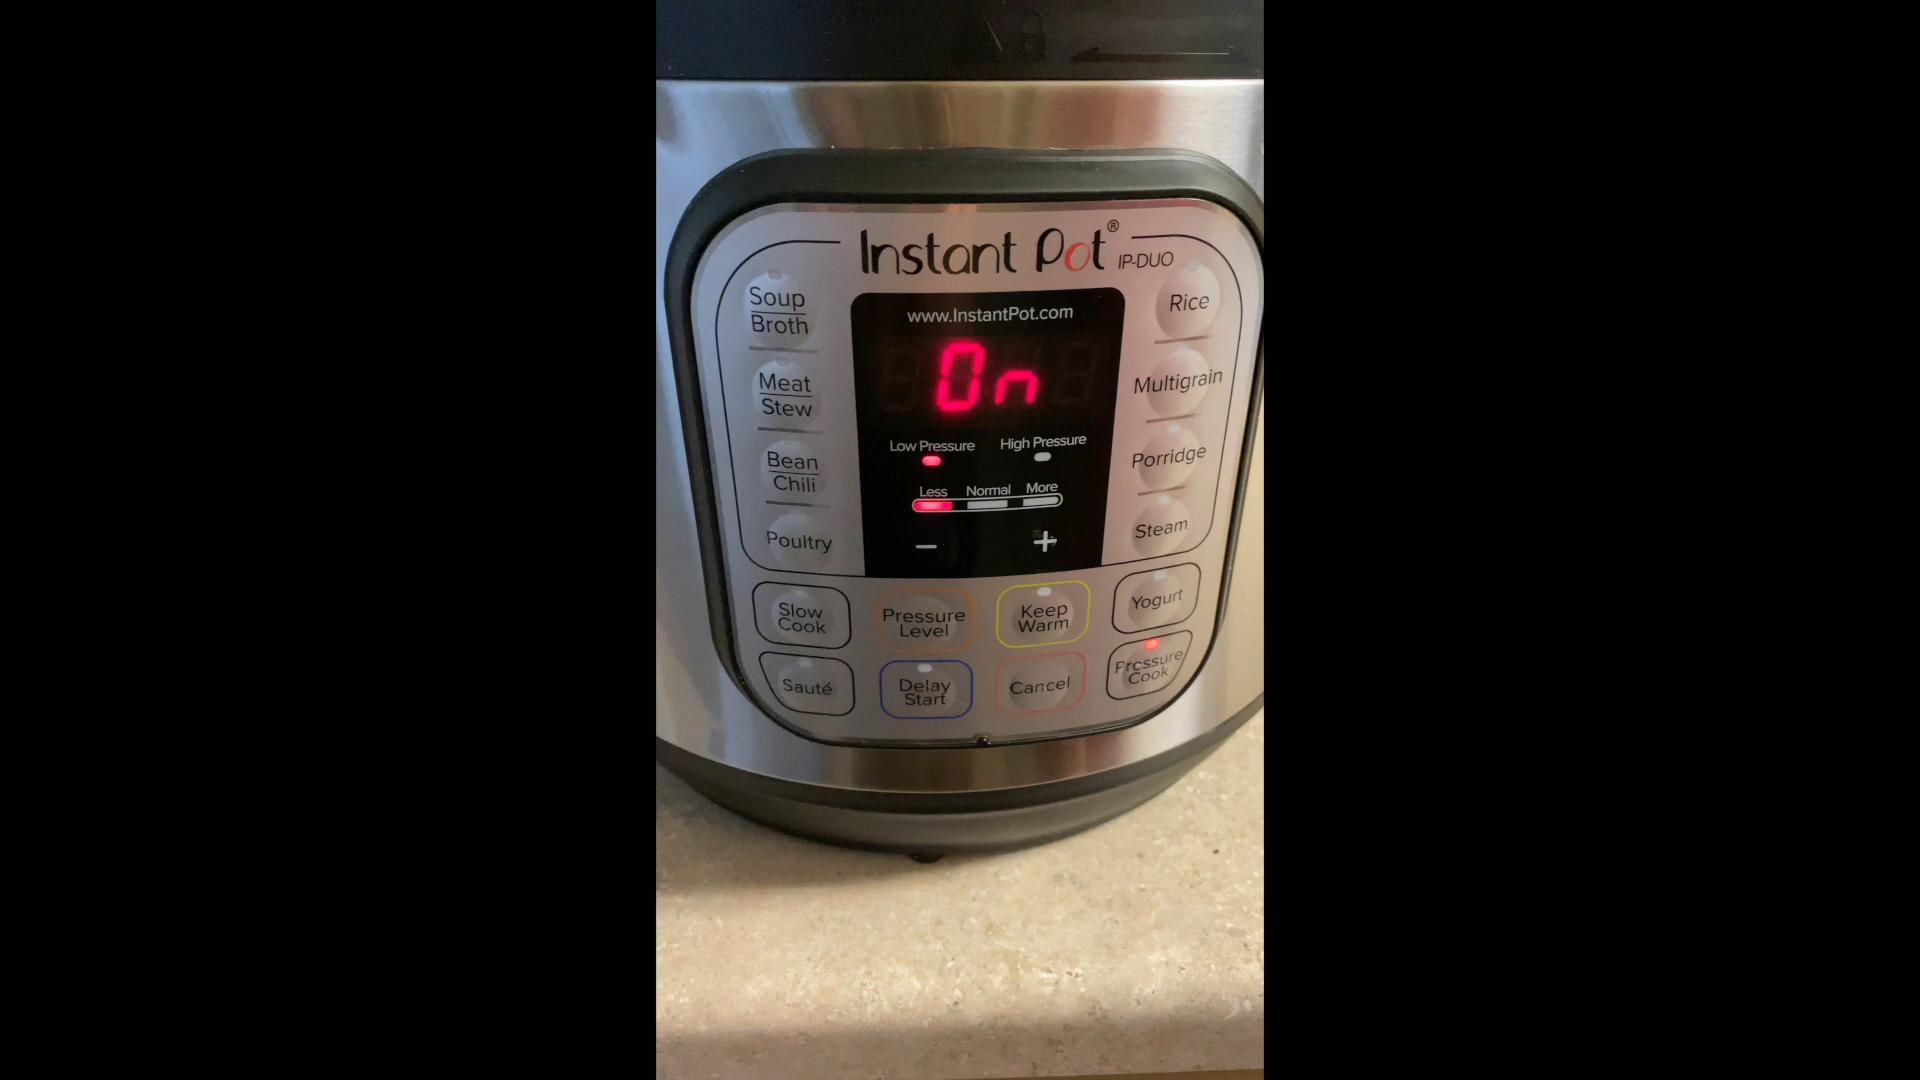 Instant Pot®
IP-DUO
www.InstantPot.com
On
Low Pressure
High Pressure
Less
Normal
More
−
+
Soup
Broth
Meat
Stew
Bean
Chili
Poultry
Rice
Multigrain
Porridge
Steam
Slow
Cook
Pressure
Level
Keep
Warm
Yogurt
Sauté
Delay
Start
Cancel
Pressure
Cook